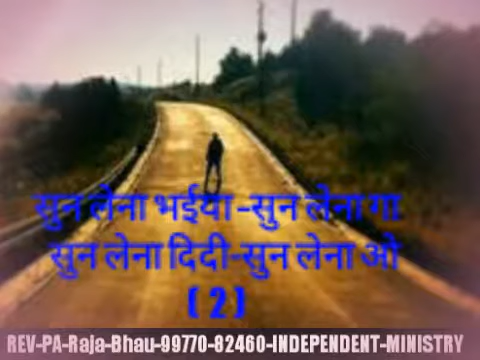 सुन लेना भईया -सुन लेना गा
सुन लेना दिदी-सुन लेना ओ
( 2 )
REV-PA-Raja-Bhau-99770-82460-INDEPENDENT-MINISTRY